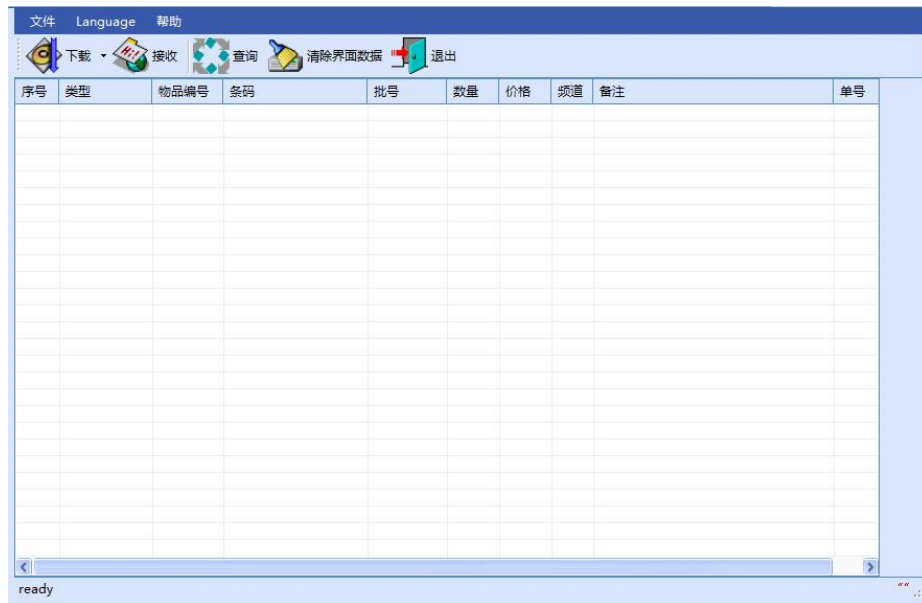 文件 Language 帮助
下载 接收 查询 清除界面数据 退出
序号 类型 物品编号 条码 批号 数量 价格 频道 备注 单号
ready